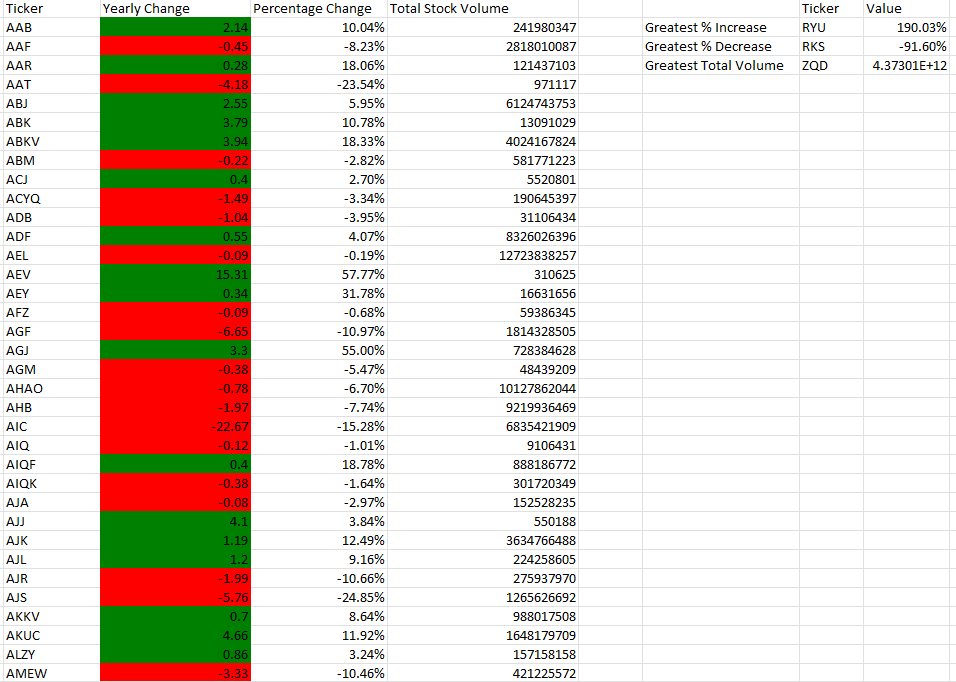 Ticker Yearly Change Percentage Change Total Stock Volume Ticker Value
AAB 2.14 10.04% 241980347 Greatest % Increase RYU 190.03%
AAF -0.45 -8.23% 2818010087 Greatest % Decrease RKS -91.60%
AAR 0.28 18.06% 121437103 Greatest Total Volume ZQD 4.37301E+12
AAT -4.18 -23.54% 971117
ABJ 2.55 5.95% 6124743753
ABK 3.79 10.78% 13091029
ABKV 3.94 18.33% 4024167824
ABM -0.22 -2.82% 581771223
ACJ 0.4 2.70% 5520801
ACYQ -1.49 -3.34% 190645397
ADB -1.04 -3.95% 31106434
ADF 0.55 4.07% 8326026396
AEL -0.09 -0.19% 12723838257
AEV 15.31 57.77% 310625
AEY 0.34 31.78% 16631656
AFZ -0.09 -0.68% 59386345
AGF -6.65 -10.97% 1814328505
AGJ 3.3 55.00% 728384628
AGM -0.38 -5.47% 48439209
AHAO -0.78 -6.70% 10127862044
AHB -1.97 -7.74% 9219936469
AIC -22.67 -15.28% 6835421909
AIQ -0.12 -1.01% 9106431
AIQF 0.4 18.78% 888186772
AIQK -0.38 -1.64% 301720349
AJA -0.08 -2.97% 152528235
AJJ 4.1 3.84% 550188
AJK 1.19 12.49% 3634766488
AJL 1.2 9.16% 224258605
AJR -1.99 -10.66% 275937970
AJS -5.76 -24.85% 1265626692
AKKV 0.7 8.64% 988017508
AKUC 4.66 11.92% 1648179709
ALZY 0.86 3.24% 157158158
AMEW -3.33 -10.46% 421225572